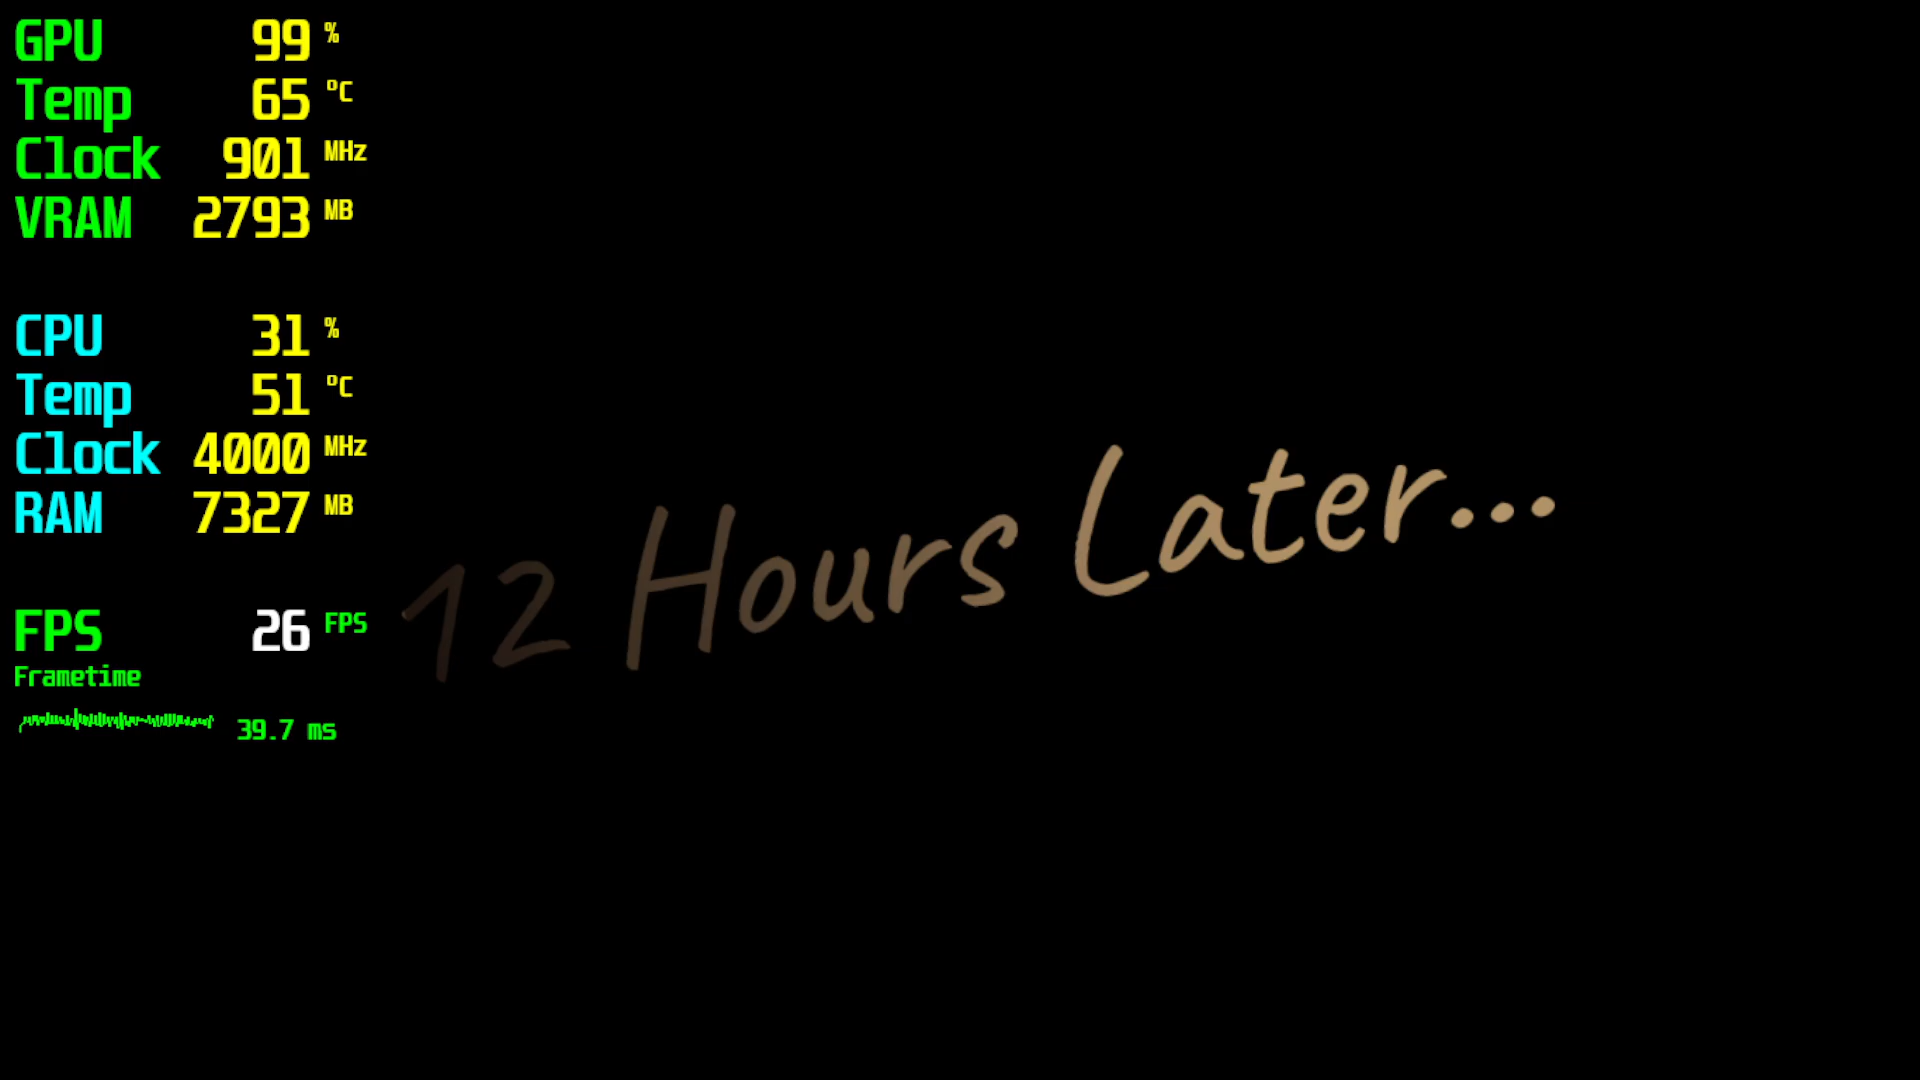 GPU 99 %
Temp 65 °C
Clock 901 MHz
VRAM 2793 MB
CPU 31 %
Temp 51 °C
Clock 4000 MHz
RAM 7327 MB
FPS 26 FPS
Frametime
39.7 ms
12 Hours Later...